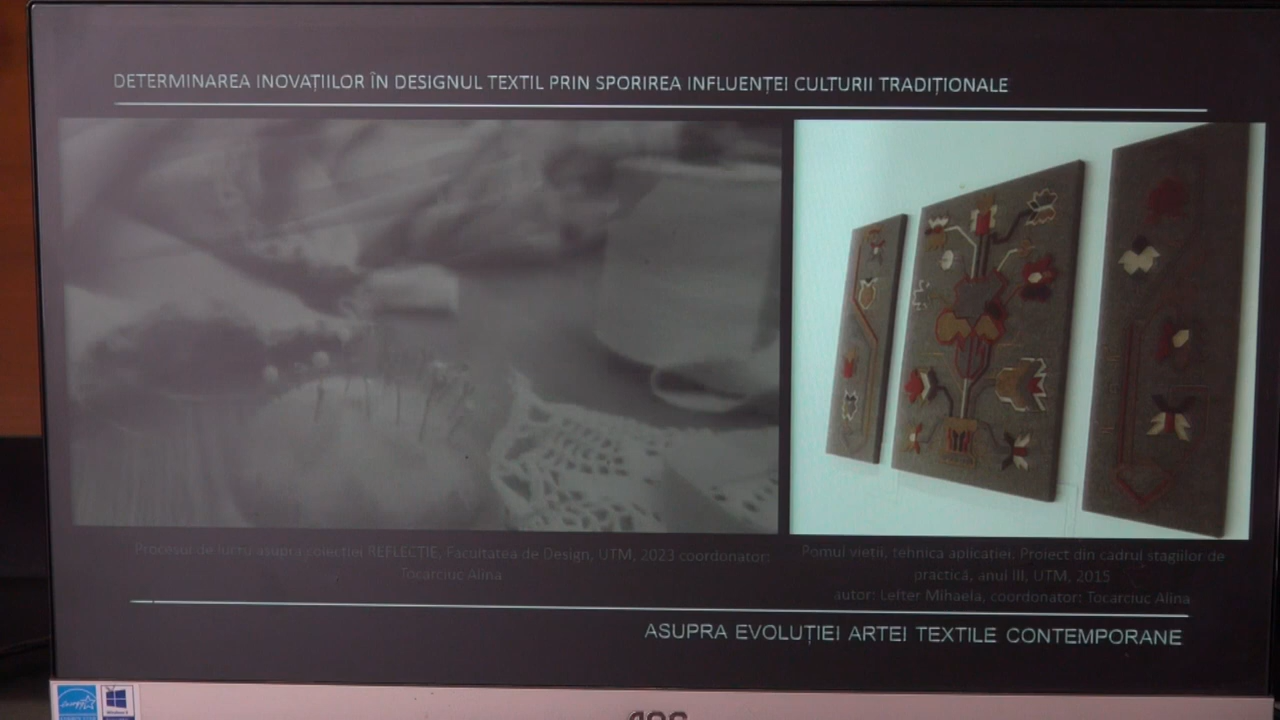 DETERMINAREA INOVAȚIILOR ÎN DESIGNUL TEXTIL PRIN SPORIREA INFLUENȚEI CULTURII TRADIȚIONALE
Procesul de lucru asupra colecției REFLECȚIE, Facultatea de Design, UTM, 2023 coordonator:
Tocarciuc Alina
Pomul vieții, tehnica aplicației. Proiect din cadrul stagiilor de
practică, anul III, UTM, 2015
autor: Lefter Mihaela, coordonator: Tocarciuc Alina
ASUPRA EVOLUȚIEI ARTEI TEXTILE CONTEMPORANE